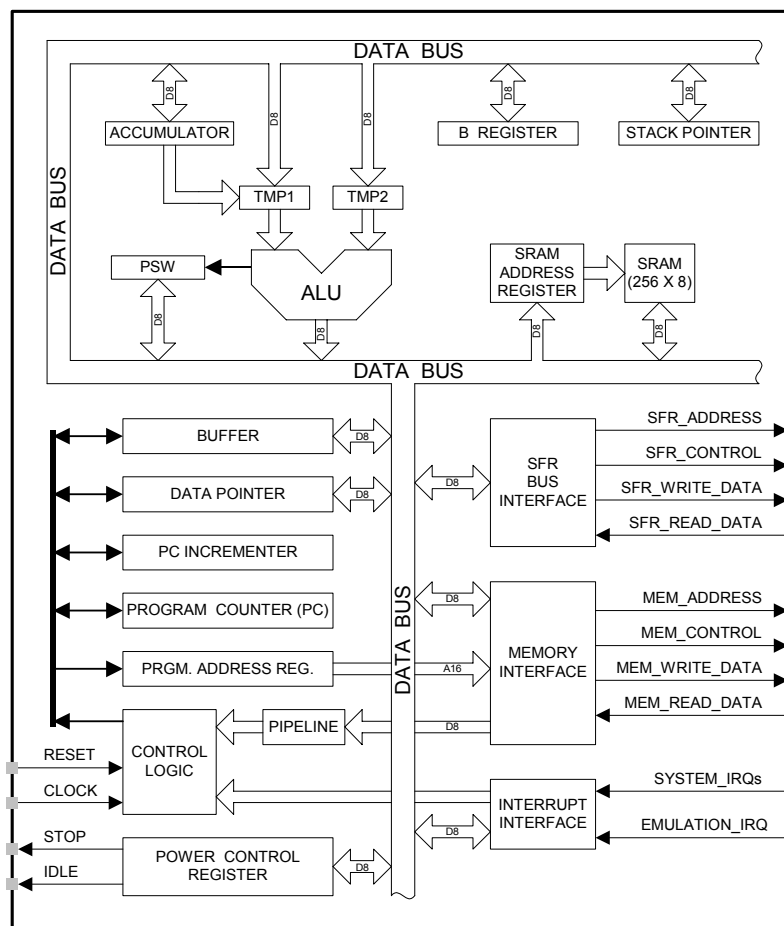 DATA BUS
D8
D8
D8
D8
D8
ACCUMULATOR
B REGISTER
STACK POINTER
DATA BUS
TMP1
TMP2
PSW
ALU
SRAM
ADDRESS
REGISTER
SRAM
(256 X 8)
D8
D8
D8
D8
DATA BUS
BUFFER
D8
DATA POINTER
D8
PC INCREMENTER
PROGRAM COUNTER (PC)
PRGM. ADDRESS REG.
A16
DATA BUS
D8
SFR
BUS
INTERFACE
SFR_ADDRESS
SFR_CONTROL
SFR_WRITE_DATA
SFR_READ_DATA
D8
MEMORY
INTERFACE
MEM_ADDRESS
MEM_CONTROL
MEM_WRITE_DATA
MEM_READ_DATA
PIPELINE
D8
RESET
CLOCK
CONTROL
LOGIC
INTERRUPT
INTERFACE
SYSTEM_IRQs
EMULATION_IRQ
D8
STOP
IDLE
POWER CONTROL
REGISTER
D8